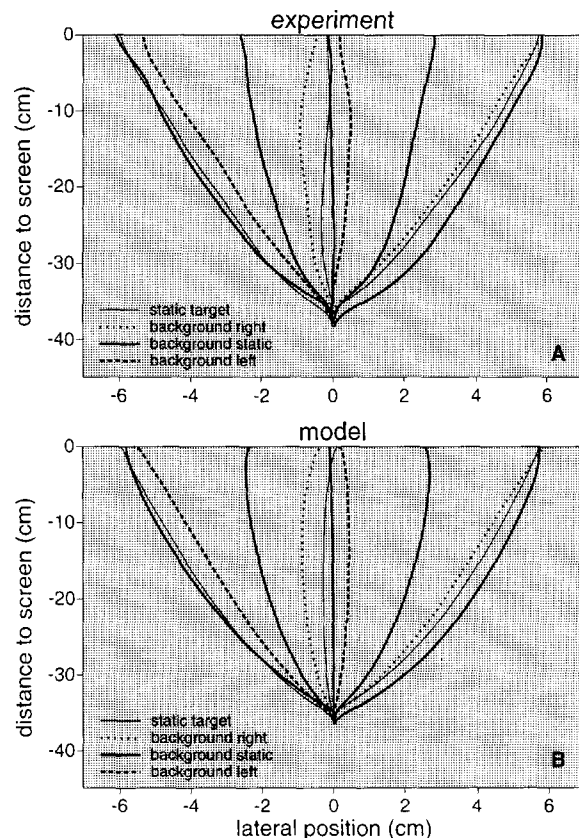 experiment
distance to screen (cm)
0
-10
-20
-30
-40
static target
background right
background static
background left
A
-6 -4 -2 0 2 4 6
model
distance to screen (cm)
0
-10
-20
-30
-40
static target
background right
background static
background left
B
-6 -4 -2 0 2 4 6
lateral position (cm)